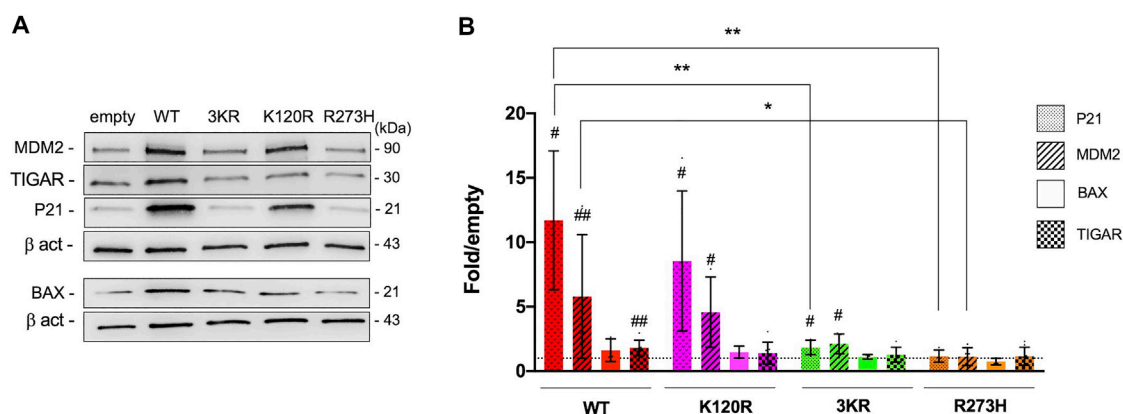 A
empty WT 3KR K120R R273H
(kDa)
MDM2 - - 90
TIGAR - - 30
P21 - - 21
β act - - 43
BAX - - 21
β act - - 43
B
**
**
*
Fold/empty
20
15
10
5
0
# ## ##
# #
# #
WT K120R 3KR R273H
P21
MDM2
BAX
TIGAR